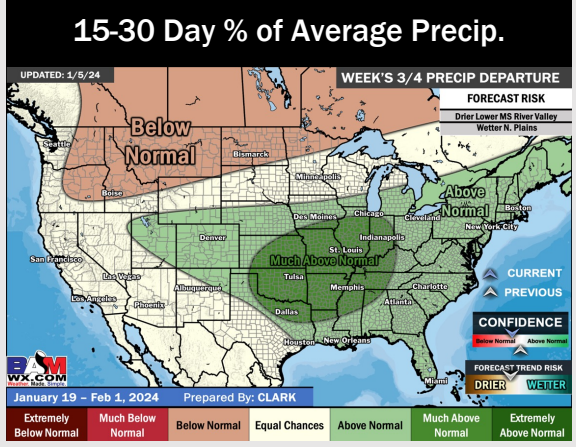 15-30 Day % of Average Precip.
UPDATED: 1/5/24
WEEK'S 3/4 PRECIP DEPARTURE
FORECAST RISK
Drier Lower MS River Valley
Wetter N. Plains
Below
Normal
Seattle
Bismarck
Minneapolis
Boise
Above
Normal
Boston
Des Moines
Chicago
Cleveland
New York City
Denver
Indianapolis
St. Louis
San Francisco
Much Above Normal
Las Vegas
Tulsa
CURRENT
Albuquerque
Memphis
Charlotte
PREVIOUS
Los Angeles
Phoenix
Atlanta
Dallas
CONFIDENCE
Below Normal
Above Normal
Houston
New Orleans
BAM
WX.COM
Weather. Made. Simple.
FORECAST TREND RISK
DRIER
WETTER
Miami
January 19 – Feb 1, 2024
Prepared By: CLARK
Extremely
Below Normal
Much Below
Normal
Below Normal
Equal Chances
Above Normal
Much Above
Normal
Extremely
Above Normal